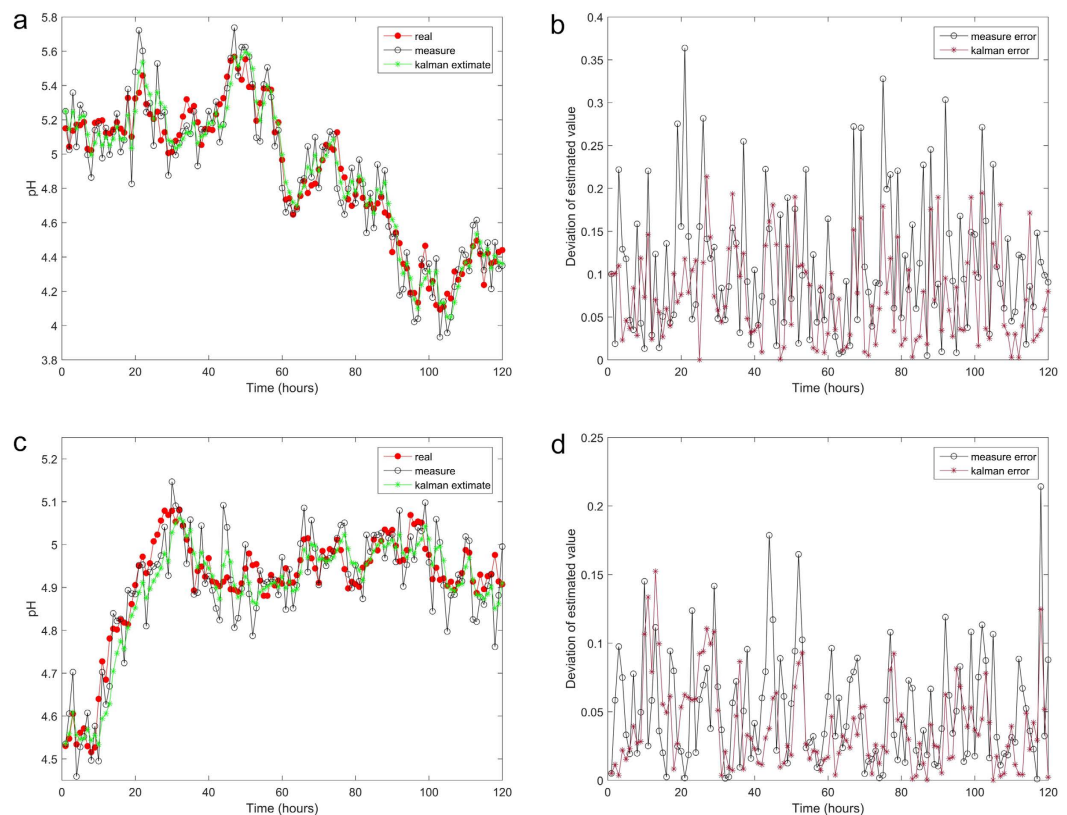 a
5.8
5.6
5.4
5.2
5
4.8
4.6
4.4
4.2
4
3.8
pH
0 20 40 60 80 100 120
Time (hours)
real
measure
kalman extimate
b
0.4
0.35
0.3
0.25
0.2
0.15
0.1
0.05
0
Deviation of estimated value
0 20 40 60 80 100 120
Time (hours)
measure error
kalman error
c
5.2
5.1
5
4.9
4.8
4.7
4.6
4.5
pH
0 20 40 60 80 100 120
Time (hours)
real
measure
kalman extimate
d
0.25
0.2
0.15
0.1
0.05
0
Deviation of estimated value
0 20 40 60 80 100 120
Time (hours)
measure error
kalman error